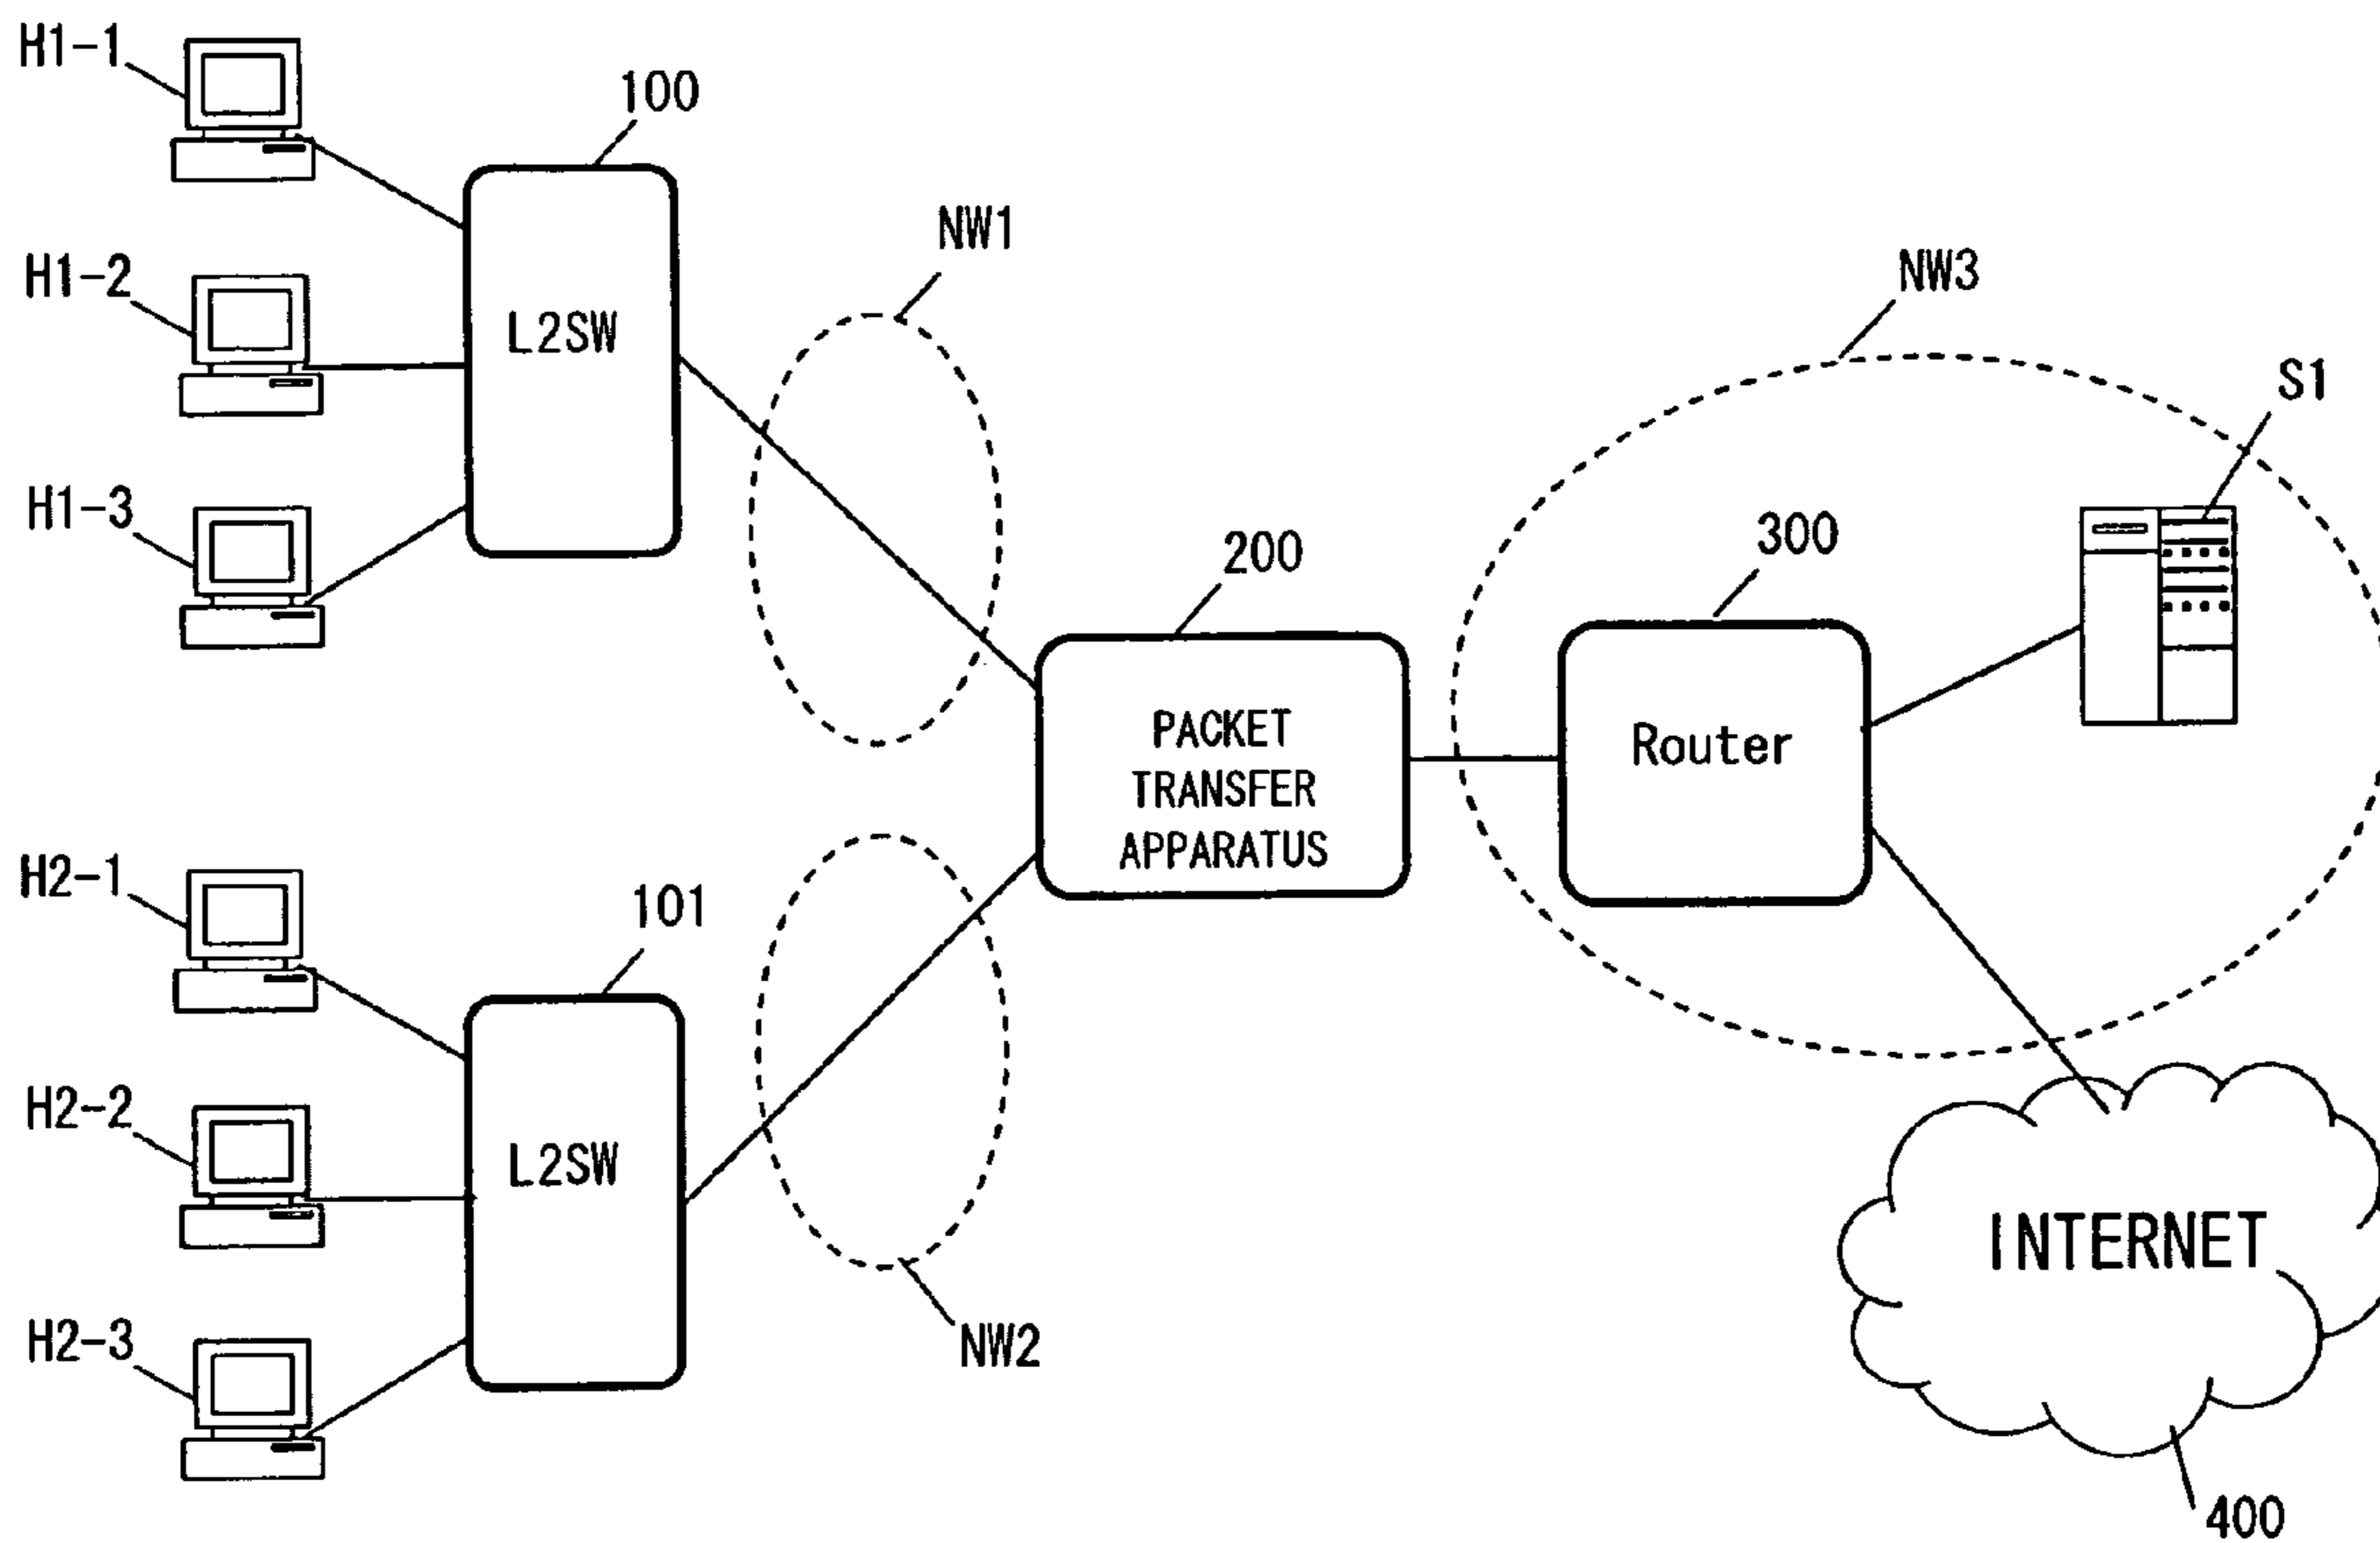 H1-1
100
NW1
H1-2
L2SW
NW3
S1
H1-3
200
300
PACKET
TRANSFER
APPARATUS
Router
H2-1
101
H2-2
L2SW
INTERNET
H2-3
NW2
400